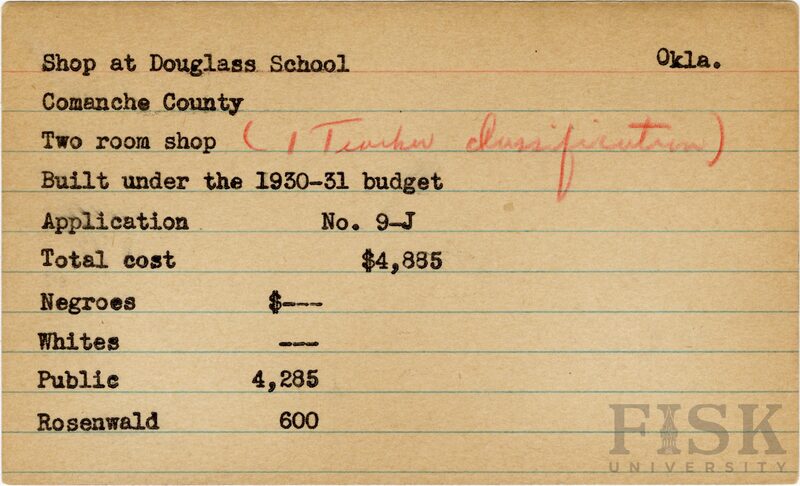 Shop at Douglass School Okla.
Comanche County
Two room shop (1 Teacher classification)
Built under the 1930-31 budget
Application No. 9-J
Total cost $4,885
Negroes $---
Whites ---
Public 4,285
Rosenwald 600
FISK
UNIVERSITY